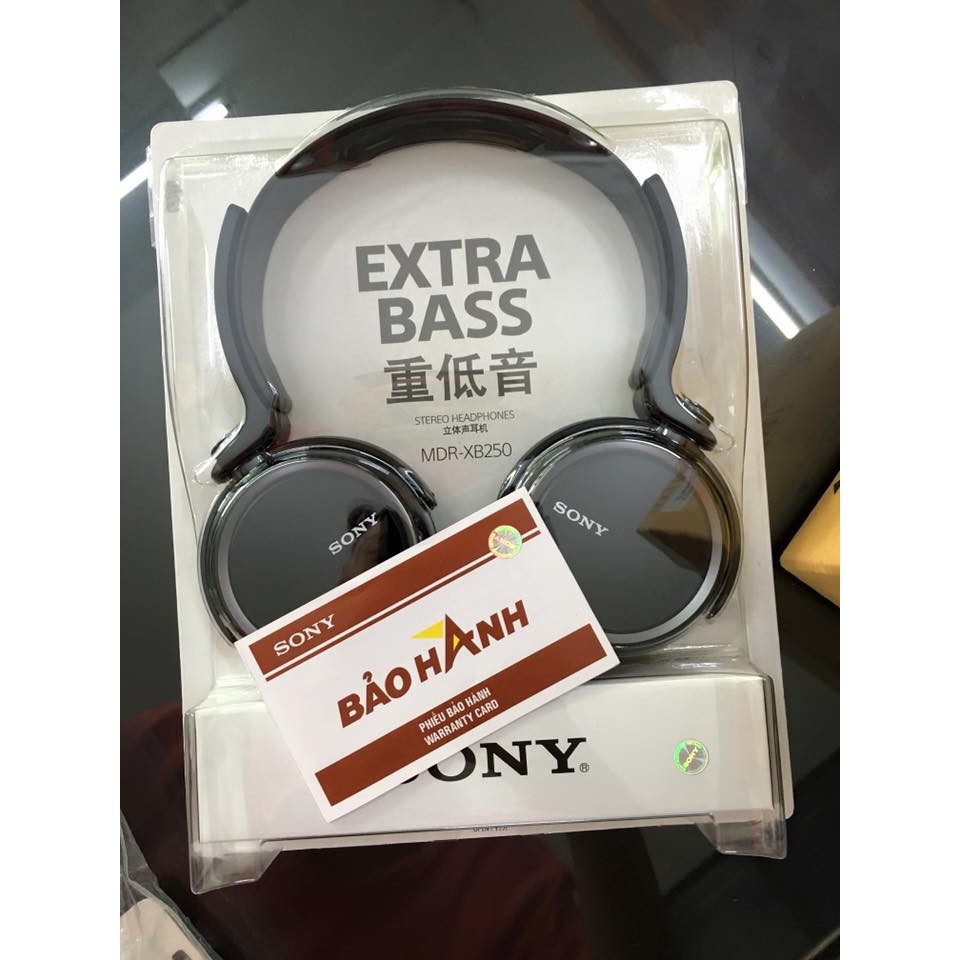 EXTRA
BASS
重低音
STEREO HEADPHONES
立体声耳机
MDR-XB250
SONY
SONY
SONY
BẢO HÀNH
PHIẾU BẢO HÀNH
WARRANTY CARD
SONY®
SONY